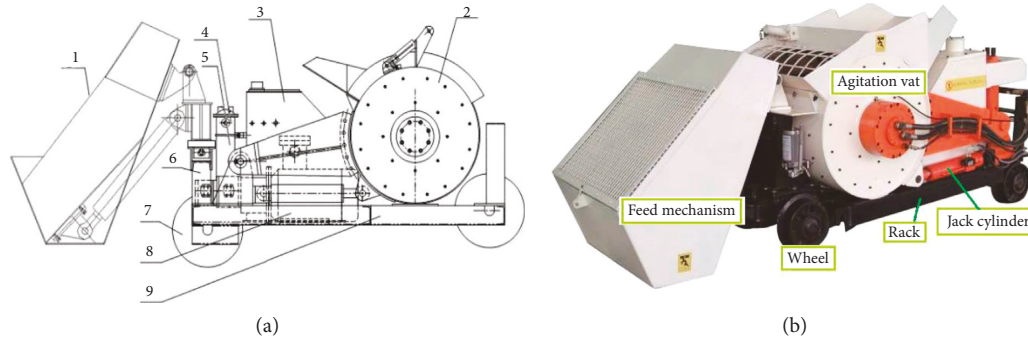 1
2
3
4
5
6
7
8
9
Agitation vat
Feed mechanism
Jack cylinder
Rack
Wheel
(a)
(b)